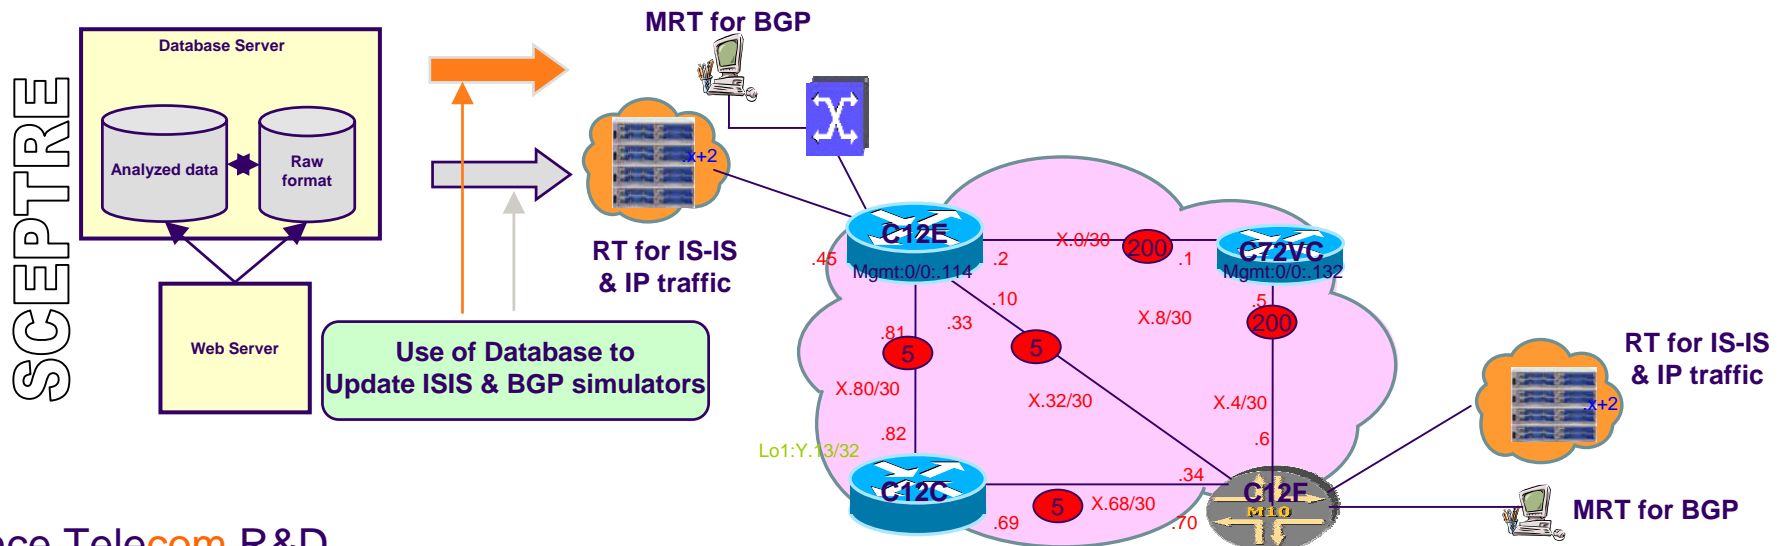 SCEPTRE
Database Server
Analyzed data
Raw
format
Web Server
Use of Database to
Update ISIS & BGP simulators
MRT for BGP
.x+2
RT for IS-IS
& IP traffic
C12E
Mgmt:0/0:.114
.45
.2
X.0/30
200
.1
C72VC
Mgmt:0/0:.132
.10
.33
X.8/30
.5
200
.81
5
5
X.80/30
X.32/30
X.4/30
.82
.6
Lo1:Y.13/32
C12C
.34
C12F
M10
5
X.68/30
.69
.70
RT for IS-IS
& IP traffic
.x+2
MRT for BGP
Telecom R&D